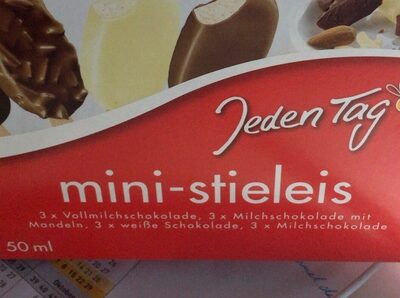 Jeden Tag
mini-stieleis
3 x Vollmilchschokolade, 3 x Milchschokolade mit
Mandeln, 3 x weiße Schokolade, 3 x Milchschokolade
50 ml